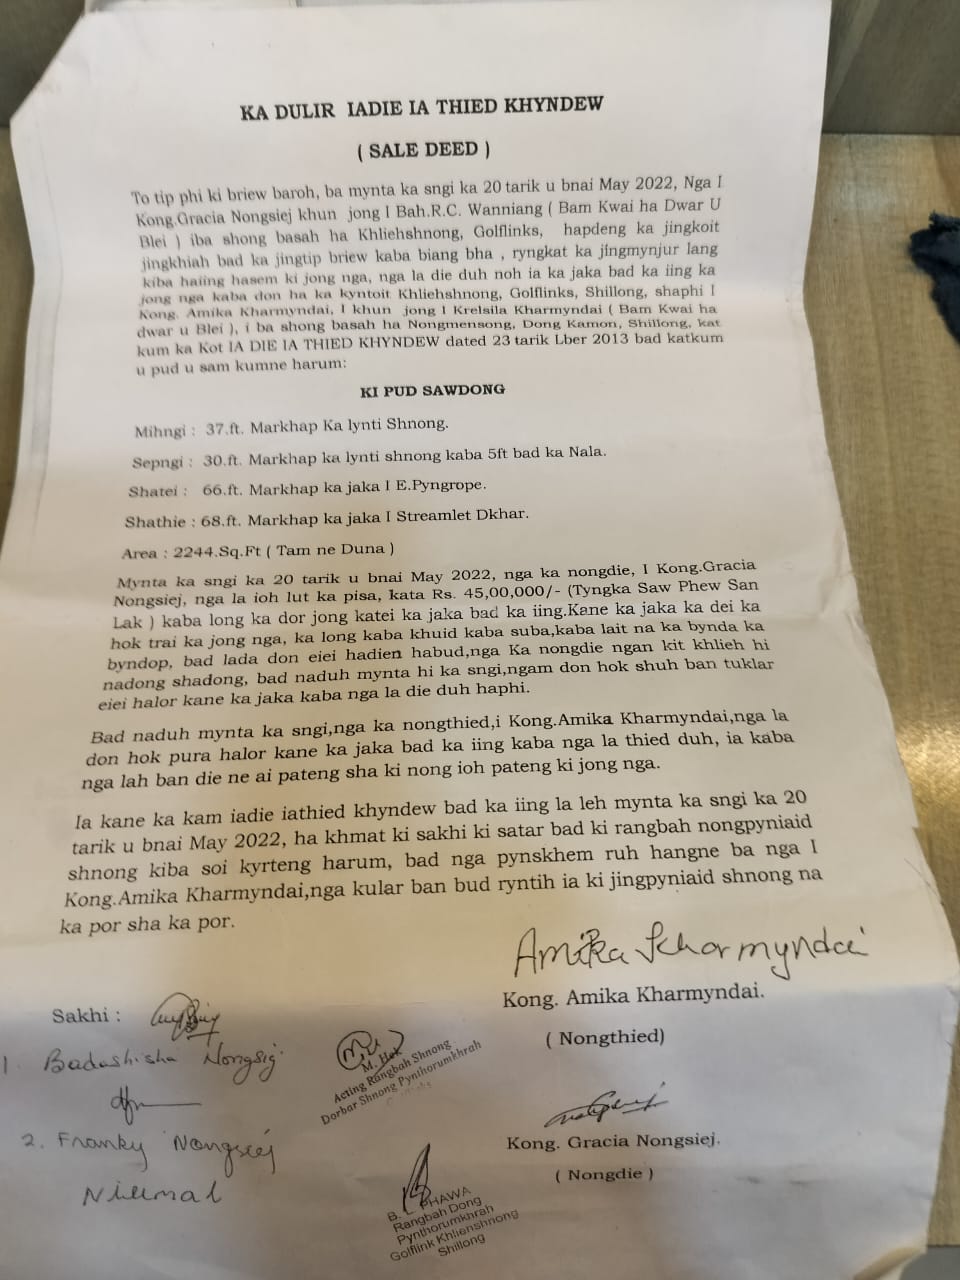 KA DULIR IADIE IA THIED KHYNDEW
( SALE DEED )
To tip phi ki briew baroh, ba mynta ka sngi ka 20 tarik u bnai May 2022, Nga I
Kong.Gracia Nongsiej khun jong I Bah.R.C. Wanniang ( Bam Kwai ha Dwar U
Blei ) iba shong basah ha Khliehshnong, Golflinks, hapdeng ka jingkoit
jingkhiah bad ka jingtip briew kaba biang bha , ryngkat ka jingmynjur lang
kiba haiing hasem ki jong nga, nga la die duh noh ia ka jaka bad ka iing ka
jong nga kaba don ha ka kyntoit Khliehshnong, Golflinks, Shillong, shaphi I
Kong. Amika Kharmyndai, I khun jong I Krelsila Kharmyndai ( Bam Kwai ha
dwar u Blei ), i ba shong basah ha Nongmensong, Dong Kamon, Shillong, kat
kum ka Kot IA DIE IA THIED KHYNDEW dated 23 tarik Lber 2013 bad katkum
u pud u sam kumne harum:
KI PUD SAWDONG
Mihngi : 37.ft. Markhap Ka lynti Shnong.
Sepngi : 30.ft. Markhap ka lynti shnong kaba 5ft bad ka Nala.
Shatei : 66.ft. Markhap ka jaka I E.Pyngrope.
Shathie : 68.ft. Markhap ka jaka I Streamlet Dkhar.
Area : 2244.Sq.Ft ( Tam ne Duna )
Mynta ka sngi ka 20 tarik u bnai May 2022, nga ka nongdie, I Kong.Gracia
Nongsiej, nga la ioh lut ka pisa, kata Rs. 45,00,000/- (Tyngka Saw Phew San
Lak ) kaba long ka dor jong katei ka jaka bad ka iing.Kane ka jaka ka dei ka
hok trai ka jong nga, ka long kaba khuid kaba suba,kaba lait na ka bynda ka
byndop, bad lada don eiei hadien habud,nga Ka nongdie ngan kit khlieh hi
nadong shadong, bad naduh mynta hi ka sngi,ngam don hok shuh ban tuklar
eiei halor kane ka jaka kaba nga la die duh haphi.
Bad naduh mynta ka sngi,nga ka nongthied,i Kong.Amika Kharmyndai,nga la
don hok pura halor kane ka jaka bad ka iing kaba nga la thied duh, ia kaba
nga lah ban die ne ai pateng sha ki nong ioh pateng ki jong nga.
Ia kane ka kam iadie iathied khyndew bad ka iing la leh mynta ka sngi ka 20
tarik u bnai May 2022, ha khmat ki sakhi ki satar bad ki rangbah nongpyniaid
shnong kiba soi kyrteng harum, bad nga pynskhem ruh hangne ba nga I
Kong.Amika Kharmyndai,nga kular ban bud ryntih ia ki jingpyniaid shnong na
ka por sha ka por.
Amika Kharmyndai
Kong. Amika Kharmyndai.
( Nongthied)
Sakhi :
1. Badashisha Nongsiej
2. Franky Nongsiej
M. Hek
Acting Rangbah Shnong
Dorbar Shnong Pynthorumkhrah
Kong. Gracia Nongsiej.
( Nongdie )
Rangbah Dong
Pynthorumkhrah
Golflink Khlienshnong
Shillong